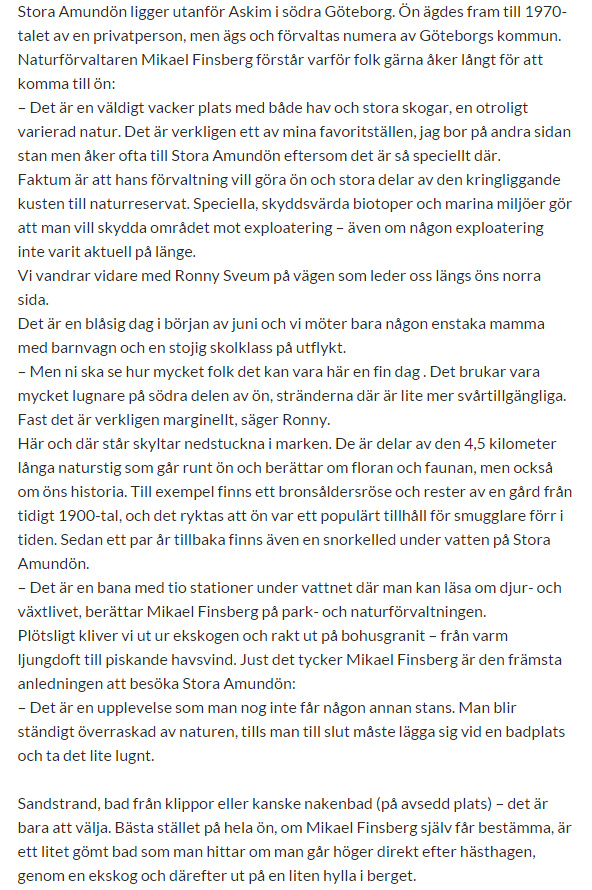 Stora Amundön ligger utanför Askim i södra Göteborg. Ön ägdes fram till 1970-
talet av en privatperson, men ägs och förvaltas numera av Göteborgs kommun.
Naturförvaltaren Mikael Finsberg förstår varför folk gärna åker långt för att
komma till ön:
– Det är en väldigt vacker plats med både hav och stora skogar, en otroligt
varierad natur. Det är verkligen ett av mina favoritställen, jag bor på andra sidan
stan men åker ofta till Stora Amundön eftersom det är så speciellt där.
Faktum är att hans förvaltning vill göra ön och stora delar av den kringliggande
kusten till naturreservat. Speciella, skyddsvärda biotoper och marina miljöer gör
att man vill skydda området mot exploatering – även om någon exploatering
inte varit aktuell på länge.
Vi vandrar vidare med Ronny Sveum på vägen som leder oss längs öns norra
sida.
Det är en blåsig dag i början av juni och vi möter bara någon enstaka mamma
med barnvagn och en stojig skolklass på utflykt.
– Men ni ska se hur mycket folk det kan vara här en fin dag . Det brukar vara
mycket lugnare på södra delen av ön, stränderna där är lite mer svårtillgängliga.
Fast det är verkligen marginellt, säger Ronny.
Här och där står skyltar nedstuckna i marken. De är delar av den 4,5 kilometer
långa naturstig som går runt ön och berättar om floran och faunan, men också
om öns historia. Till exempel finns ett bronsåldersröse och rester av en gård från
tidigt 1900-tal, och det ryktas att ön var ett populärt tillhåll för smugglare förr i
tiden. Sedan ett par år tillbaka finns även en snorkelled under vatten på Stora
Amundön.
– Det är en bana med tio stationer under vattnet där man kan läsa om djur- och
växtlivet, berättar Mikael Finsberg på park- och naturförvaltningen.
Plötsligt kliver vi ut ur ekskogen och rakt ut på bohusgranit – från varm
ljungdoft till piskande havsvind. Just det tycker Mikael Finsberg är den främsta
anledningen att besöka Stora Amundön:
– Det är en upplevelse som man nog inte får någon annan stans. Man blir
ständigt överraskad av naturen, tills man till slut måste lägga sig vid en badplats
och ta det lite lugnt.

Sandstrand, bad från klippor eller kanske nakenbad (på avsedd plats) – det är
bara att välja. Bästa stället på hela ön, om Mikael Finsberg själv får bestämma, är
ett litet gömt bad som man hittar om man går höger direkt efter hästhagen,
genom en ekskog och därefter ut på en liten hylla i berget.